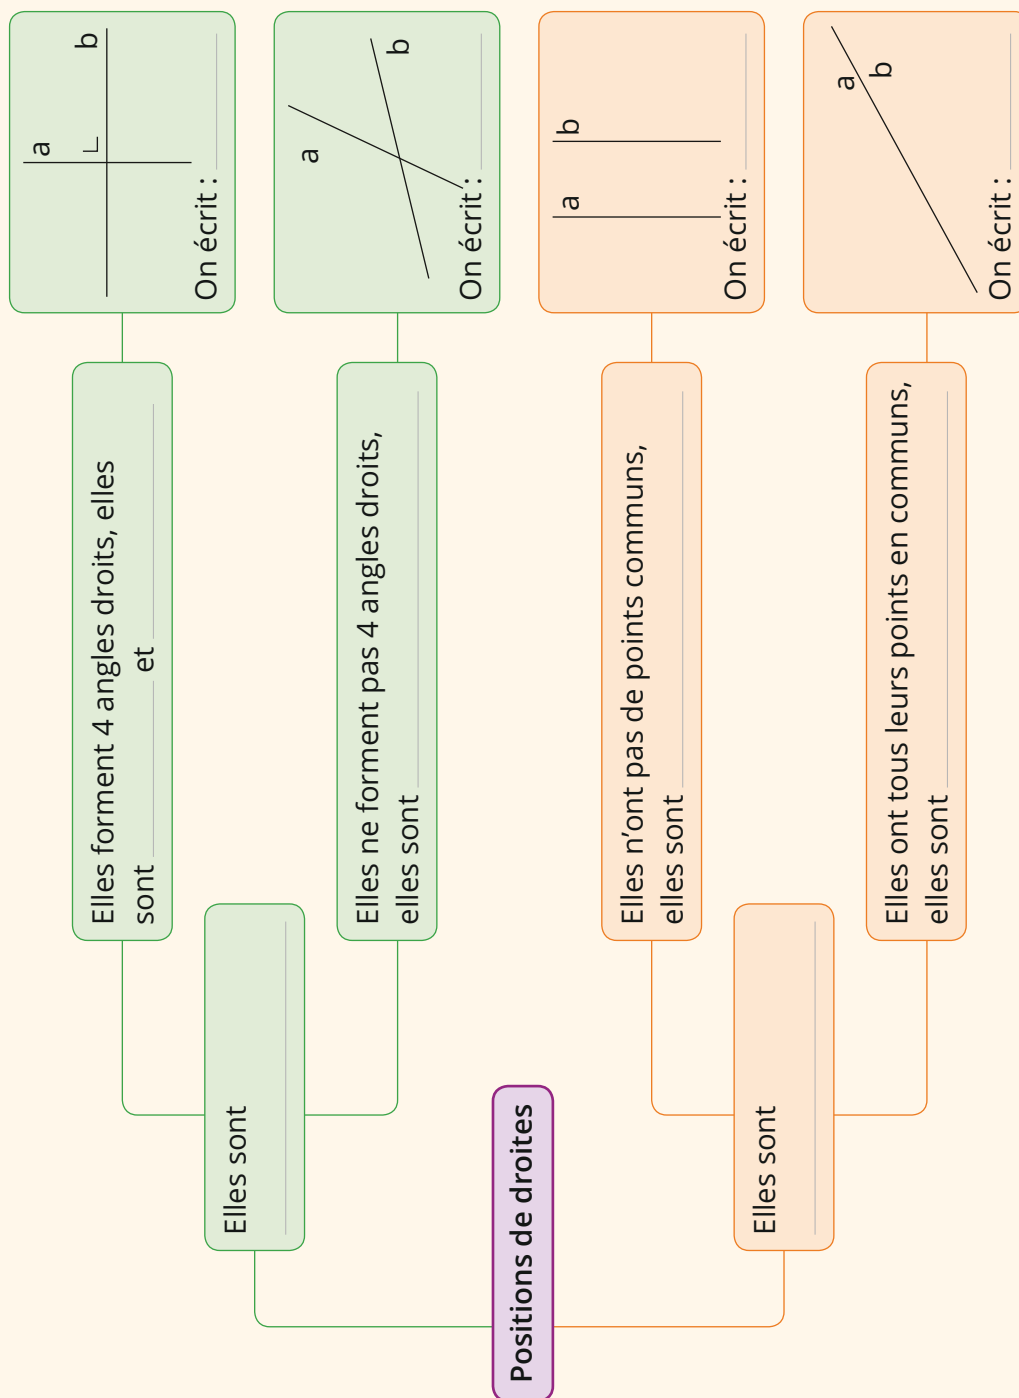 Positions de droites
Elles sont
Elles forment 4 angles droits, elles
sont et
a
b
On écrit :
Elles ne forment pas 4 angles droits,
elles sont
a
b
On écrit :
Elles sont
Elles n’ont pas de points communs,
elles sont
a
b
On écrit :
Elles ont tous leurs points en communs,
elles sont
a
b
On écrit :